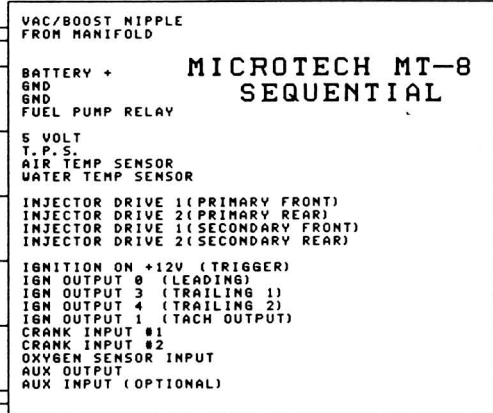 VAC/BOOST NIPPLE
FROM MANIFOLD
MICROTECH MT-8
SEQUENTIAL
BATTERY +
GND
GND
FUEL PUMP RELAY
5 VOLT
T.P.S.
AIR TEMP SENSOR
WATER TEMP SENSOR
INJECTOR DRIVE 1(PRIMARY FRONT)
INJECTOR DRIVE 2(PRIMARY REAR)
INJECTOR DRIVE 1(SECONDARY FRONT)
INJECTOR DRIVE 2(SECONDARY REAR)
IGNITION ON +12V (TRIGGER)
IGN OUTPUT 0 (LEADING)
IGN OUTPUT 3 (TRAILING 1)
IGN OUTPUT 4 (TRAILING 2)
IGN OUTPUT 1 (TACH OUTPUT)
CRANK INPUT #1
CRANK INPUT #2
OXYGEN SENSOR INPUT
AUX OUTPUT
AUX INPUT (OPTIONAL)